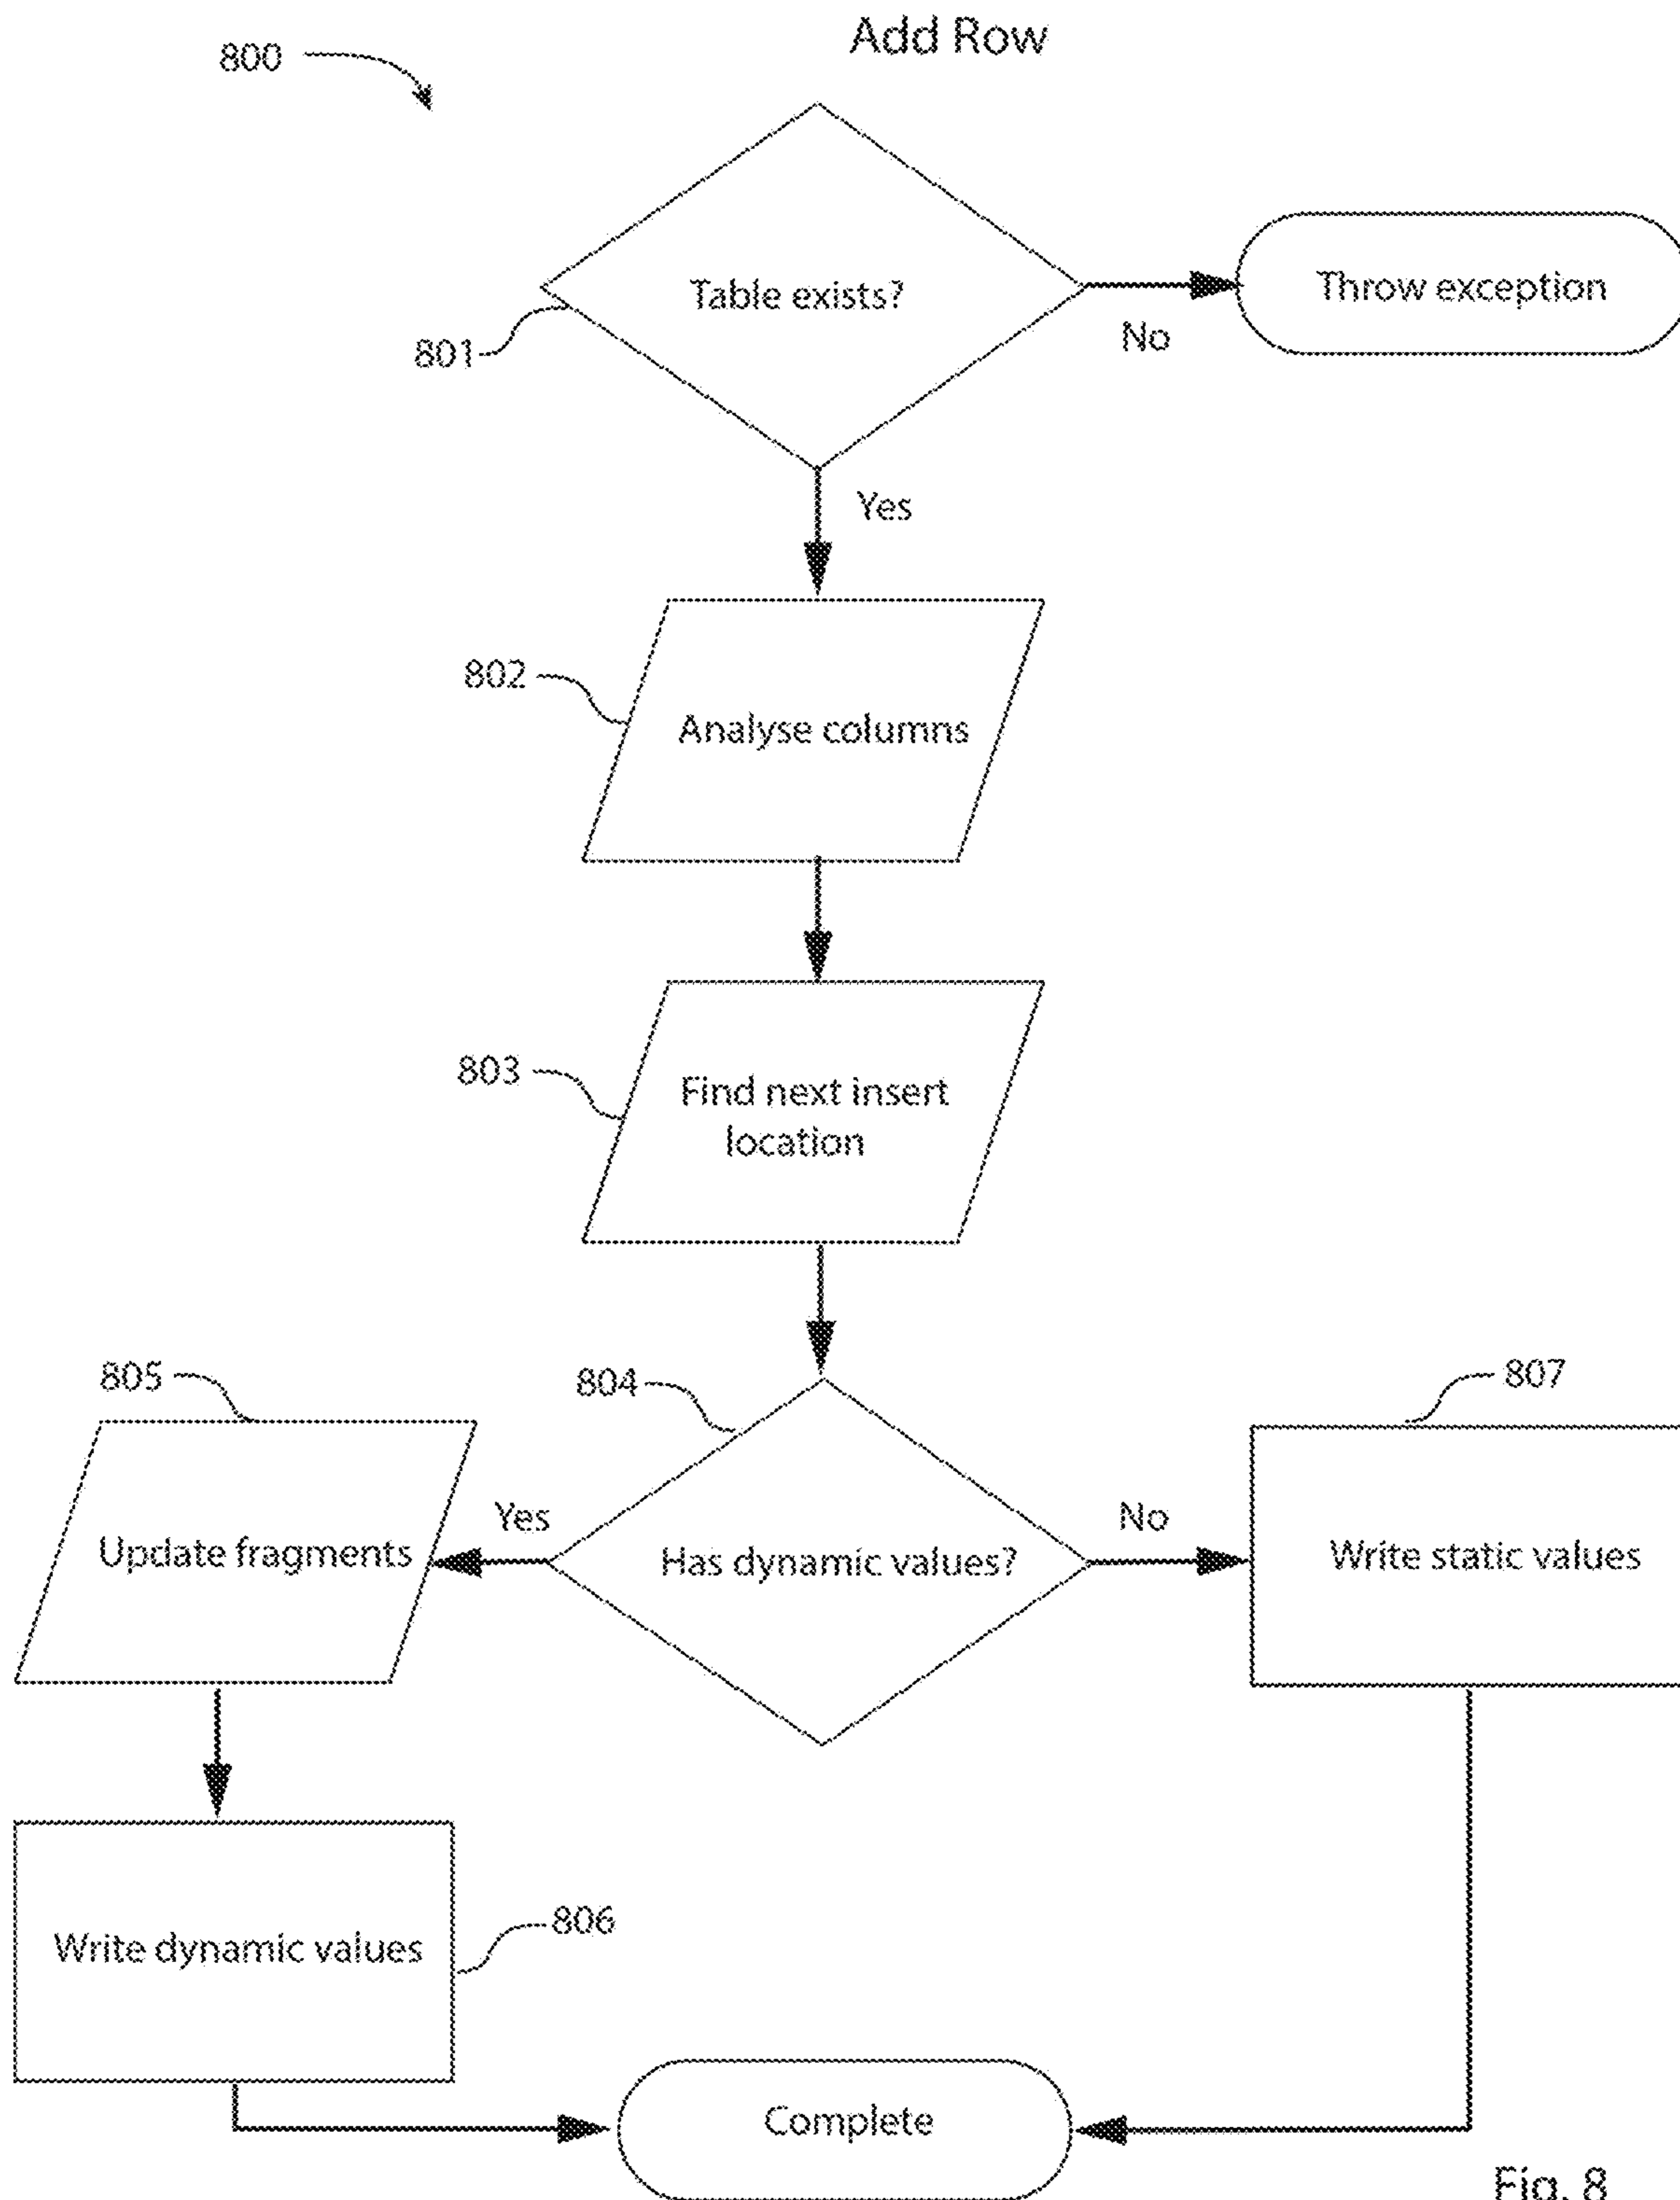 800
Add Row
Table exists?
Throw exception
801
No
Yes
802
Analyse columns
803
Find next insert
location
805
804
807
Yes
No
Update fragments
Has dynamic values?
Write static values
806
Write dynamic values
Complete
Fig. 8